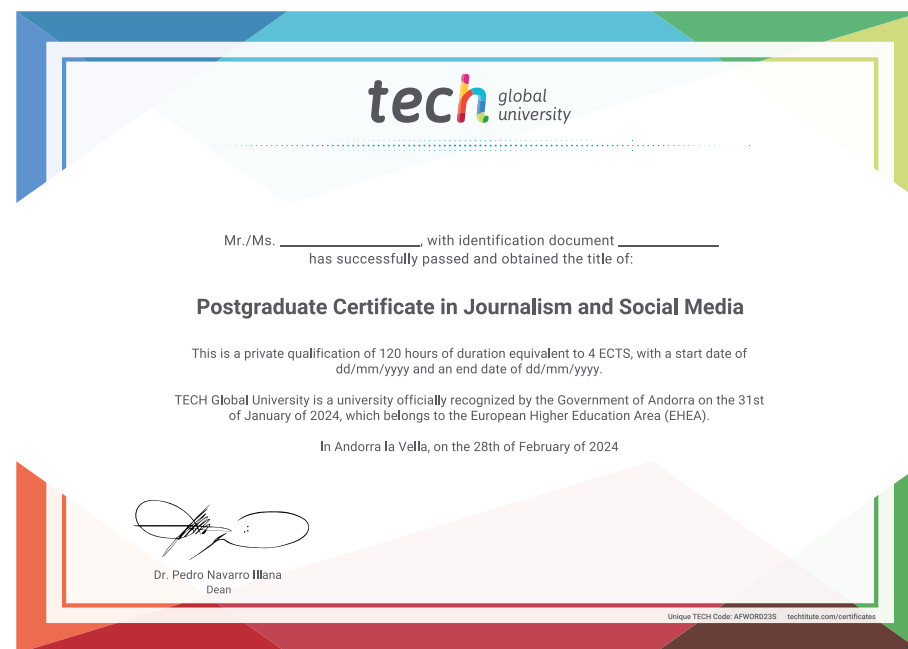 tech global university
Mr./Ms. ____________, with identification document ____________
has successfully passed and obtained the title of:
Postgraduate Certificate in Journalism and Social Media
This is a private qualification of 120 hours of duration equivalent to 4 ECTS, with a start date of
dd/mm/yyyy and an end date of dd/mm/yyyy.
TECH Global University is a university officially recognized by the Government of Andorra on the 31st
of January of 2024, which belongs to the European Higher Education Area (EHEA).
In Andorra la Vella, on the 28th of February of 2024
Dr. Pedro Navarro Illana
Dean
Unique TECH Code: AFWORD23S techtitute.com/certificates